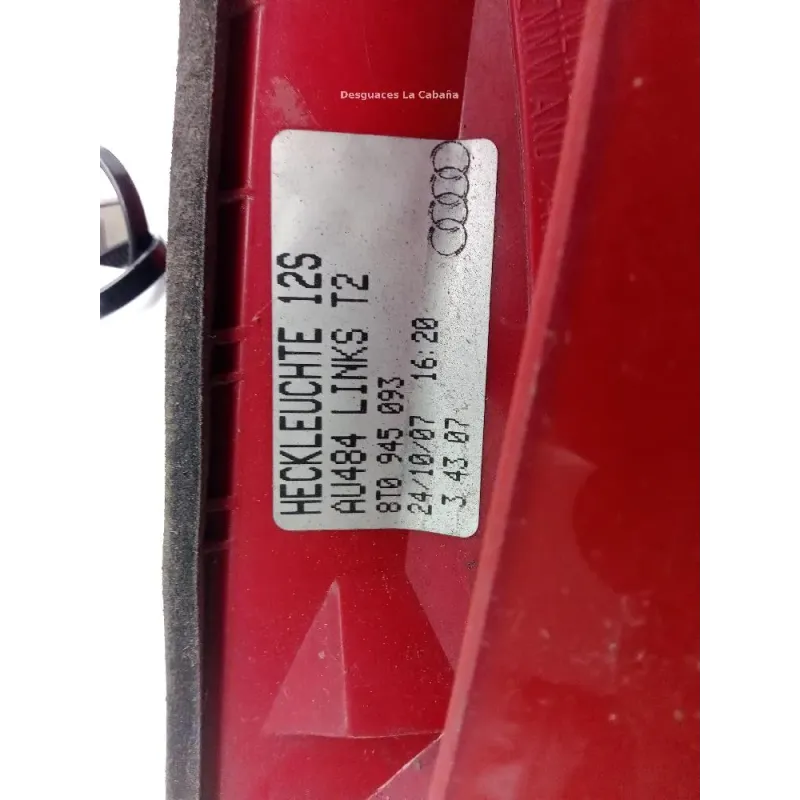 Desguaces La Cabaña
HECKLEUCHTE 12S
AU484 LINKS T2
8T0 945 093
24/10/07 16:20
3 43.07